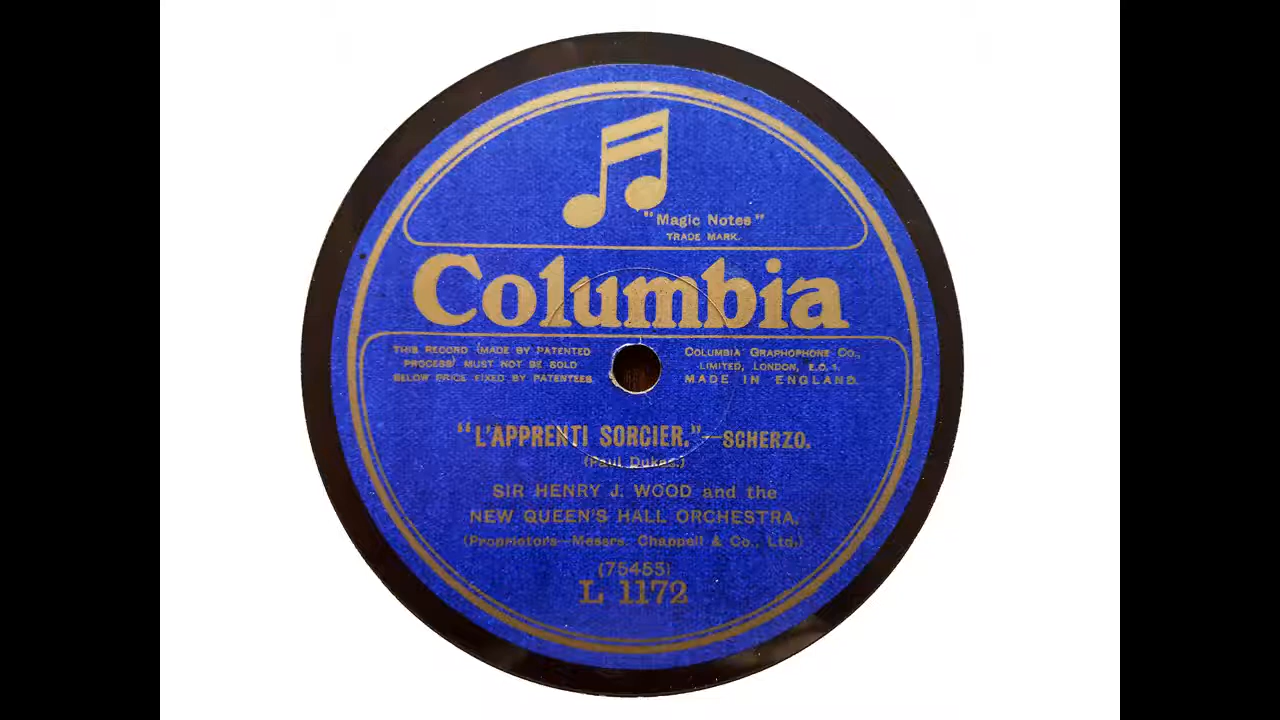 "Magic Notes"
TRADE MARK.
Columbia
THIS RECORD (MADE BY PATENTED
PROCESS) MUST NOT BE SOLD
BELOW PRICE FIXED BY PATENTEES
COLUMBIA GRAPHOPHONE CO.,
LIMITED, LONDON, E.C.1.
MADE IN ENGLAND.
"L'APPRENTI SORCIER."—SCHERZO.
(Paul Dukas.)
SIR HENRY J. WOOD and the
NEW QUEEN'S HALL ORCHESTRA.
(Proprietors—Messrs. Chappell & Co., Ltd.)
(75455)
L 1172